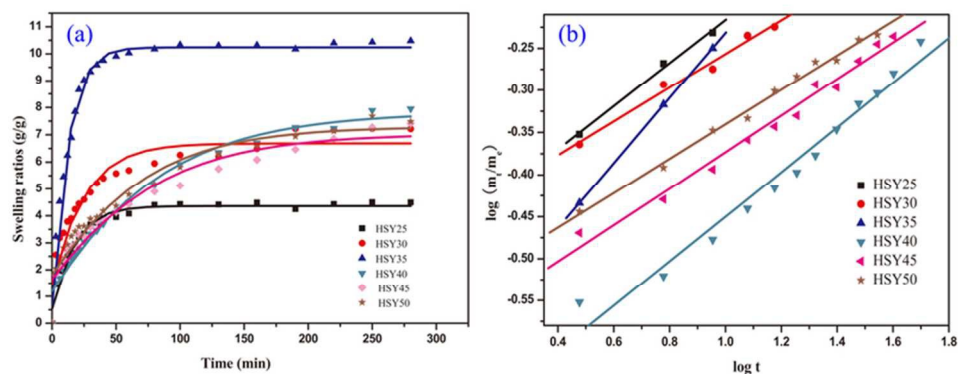 (a)
Swelling ratios (g/g)
11
10
9
8
7
6
5
4
3
2
1
0
HSY25
HSY30
HSY35
HSY40
HSY45
HSY50
0 50 100 150 200 250 300
Time (min)
(b)
log (mt/me)
-0.25
-0.30
-0.35
-0.40
-0.45
-0.50
-0.55
HSY25
HSY30
HSY35
HSY40
HSY45
HSY50
0.4 0.6 0.8 1.0 1.2 1.4 1.6 1.8
log t